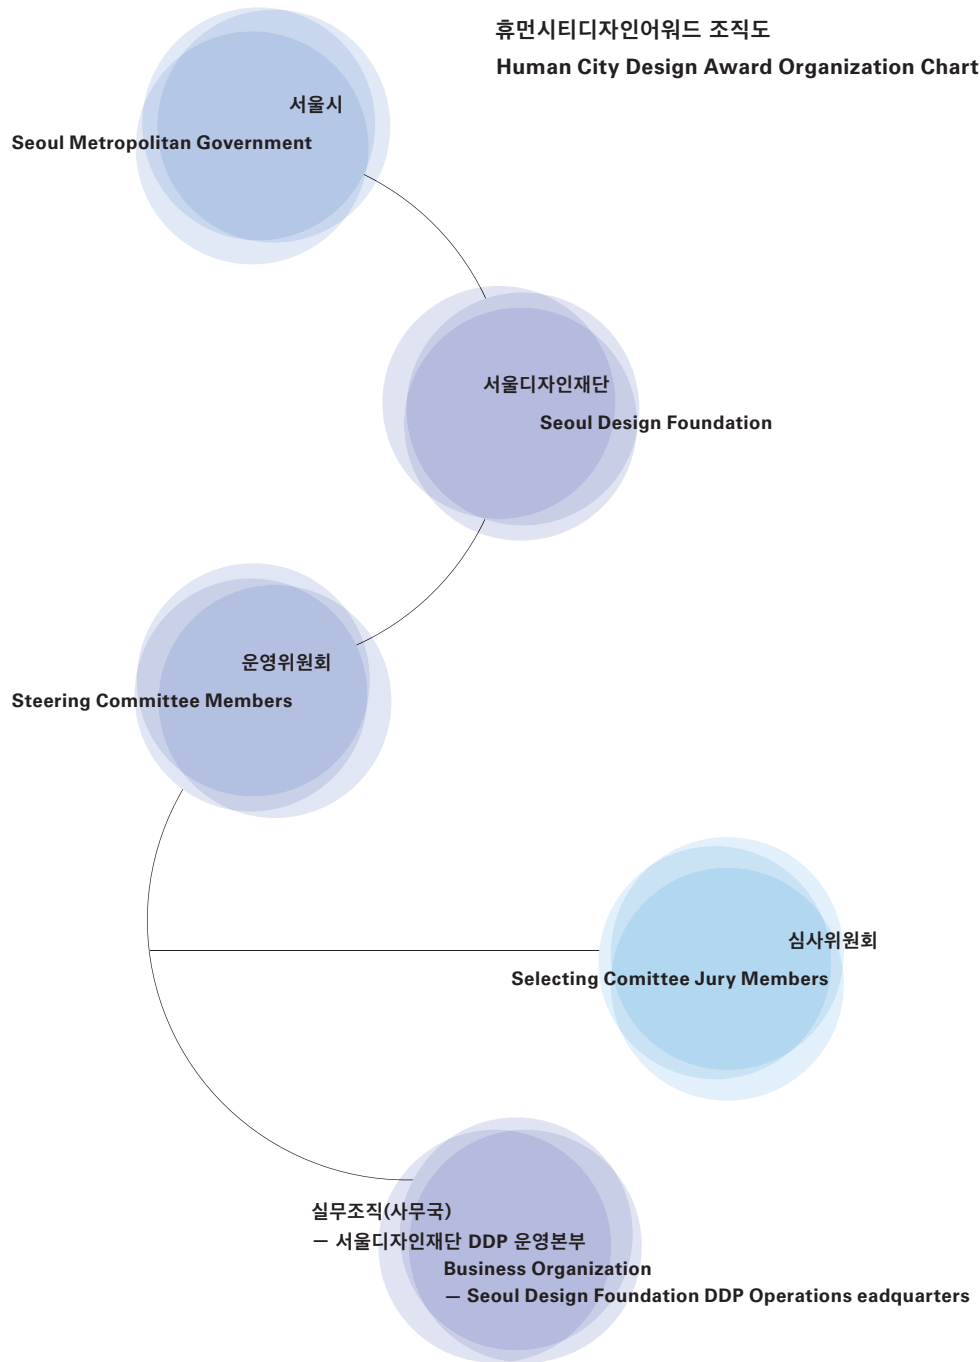 휴먼시티디자인어워드 조직도
Human City Design Award Organization Chart
서울시
Seoul Metropolitan Government
서울디자인재단
Seoul Design Foundation
운영위원회
Steering Committee Members
심사위원회
Selecting Comittee Jury Members
실무조직(사무국)
— 서울디자인재단 DDP 운영본부
Business Organization
— Seoul Design Foundation DDP Operations eadquarters